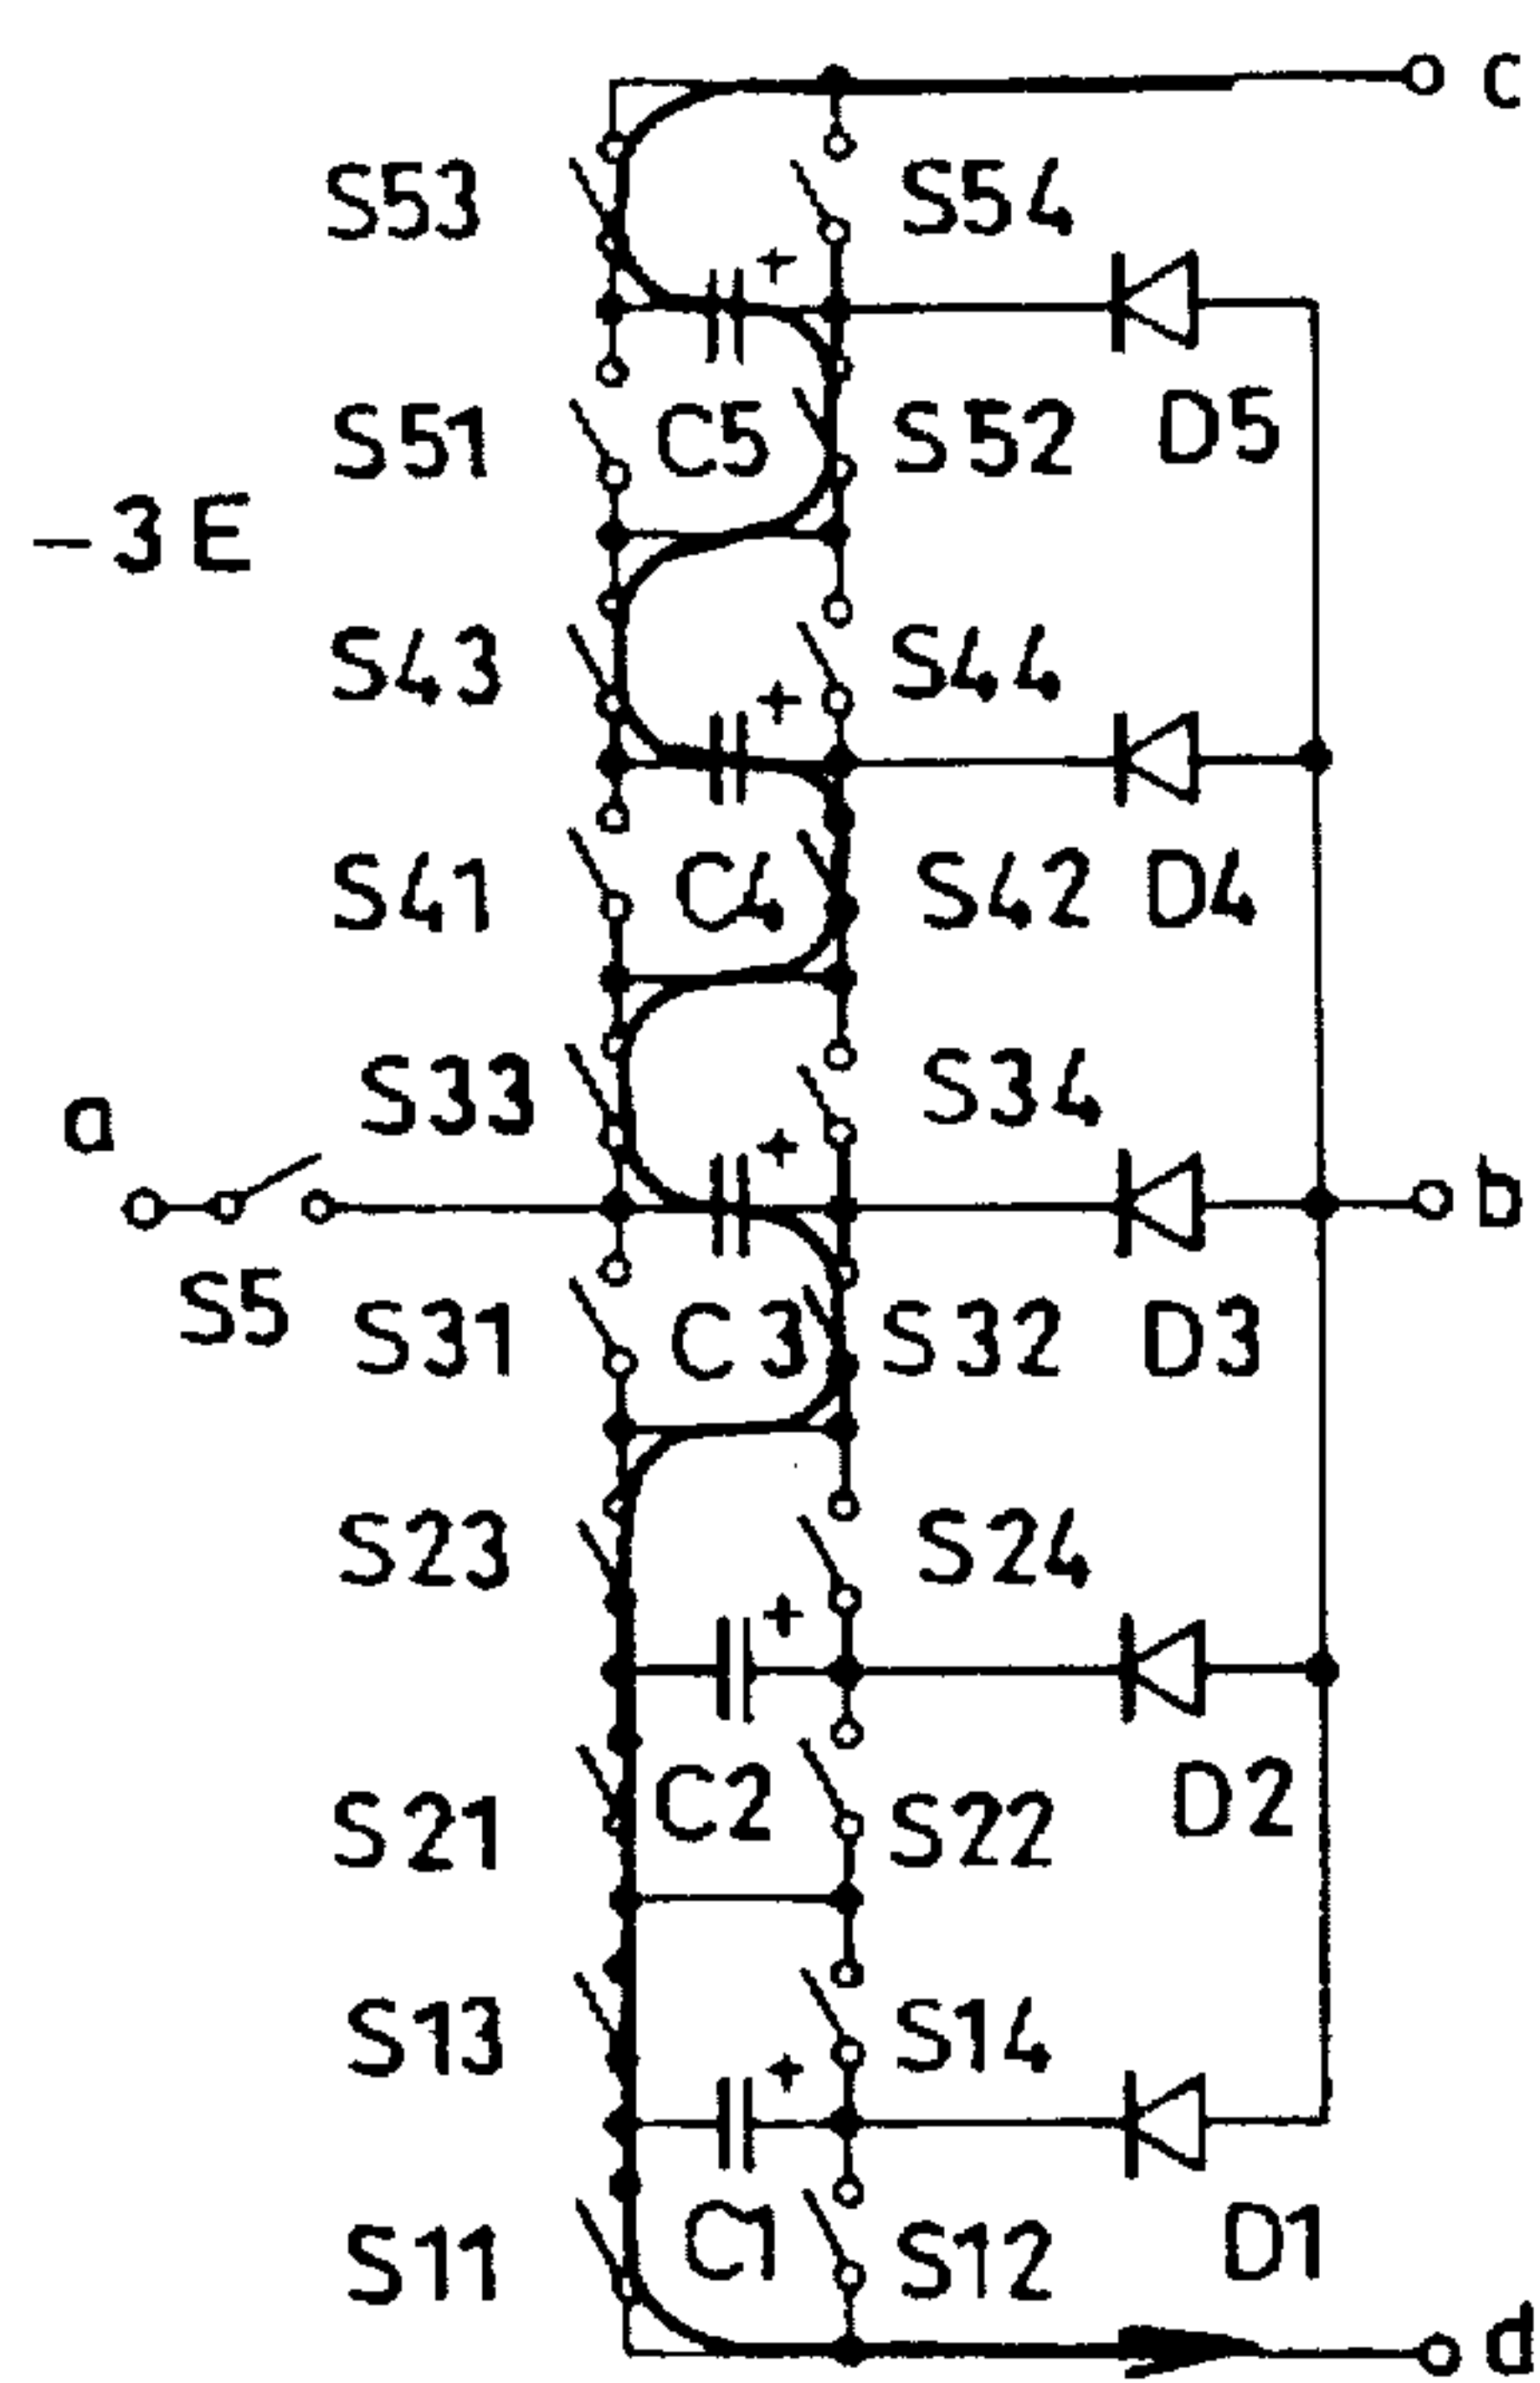 c
S53 S54
+
S51 C5 S52 D5
−3E
S43 S44
+
S41 C4 S42 D4
S33 S34
a + b
S5 S31 C3 S32 D3
S23 S24
+
S21 C2 S22 D2
S13 S14
+
S11 C1 S12 D1
d